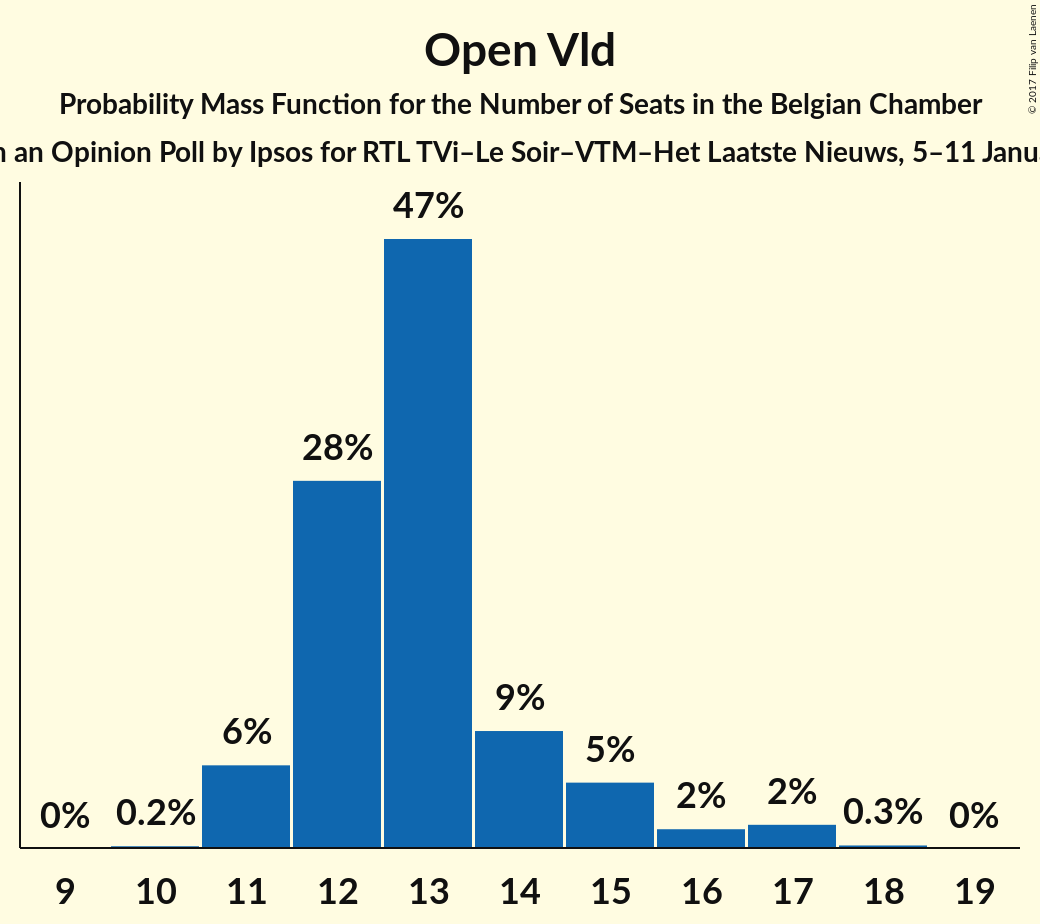 Open Vld
Probability Mass Function for the Number of Seats in the Belgian Chamber
an Opinion Poll by Ipsos for RTL TVi–Le Soir–VTM–Het Laatste Nieuws, 5–11
© 2017 Filip van Laenen
47%
28%
9%
6%
5%
2%
2%
0%
0.2%
0.3%
0%
9 10 11 12 13 14 15 16 17 18 19